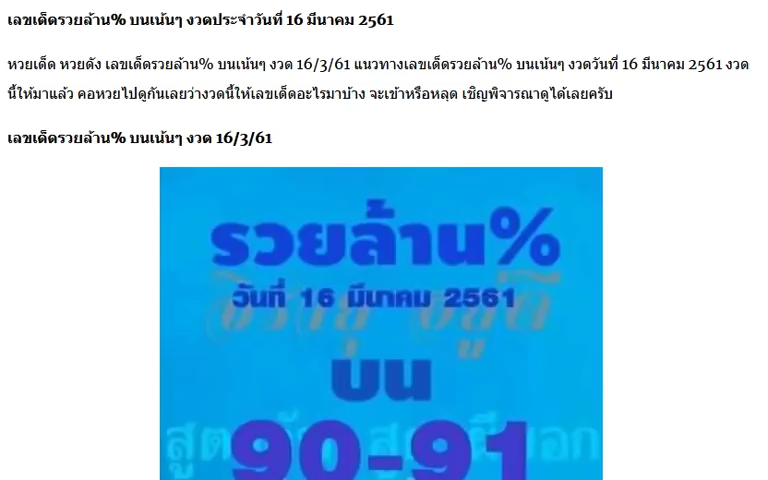 เลขเด็ดรวยล้าน% บนเน้นๆ งวดประจำวันที่ 16 มีนาคม 2561
หวยเด็ด หวยดัง เลขเด็ดรวยล้าน% บนเน้นๆ งวด 16/3/61 แนวทางเลขเด็ดรวยล้าน% บนเน้นๆ งวดวันที่ 16 มีนาคม 2561 งวด
นี้ให้มาแล้ว คอหวยไปดูกันเลยว่างวดนี้ให้เลขเด็ดอะไรมาบ้าง จะเข้าหรือหลุด เชิญพิจารณาดูได้เลยครับ
เลขเด็ดรวยล้าน% บนเน้นๆ งวด 16/3/61
รวยล้าน%
วันที่ 16 มีนาคม 2561
บน
90-91